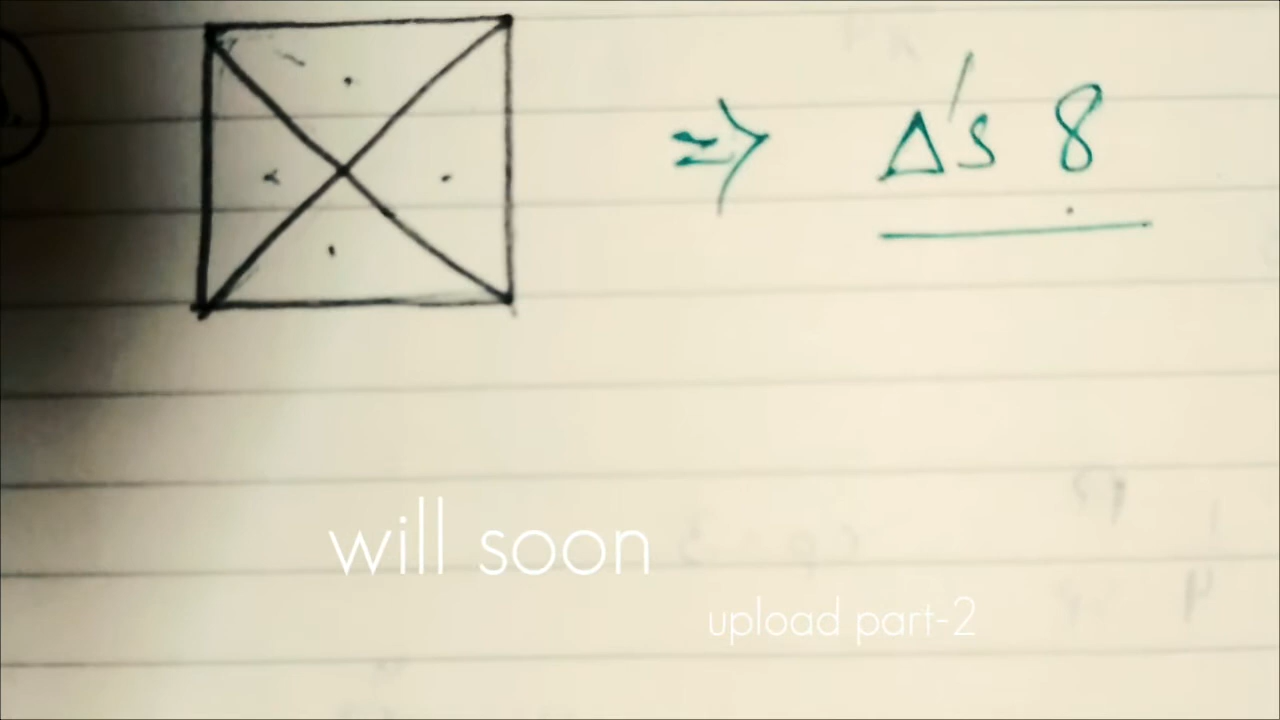 ⇒ Δ's 8
will soon
upload part-2